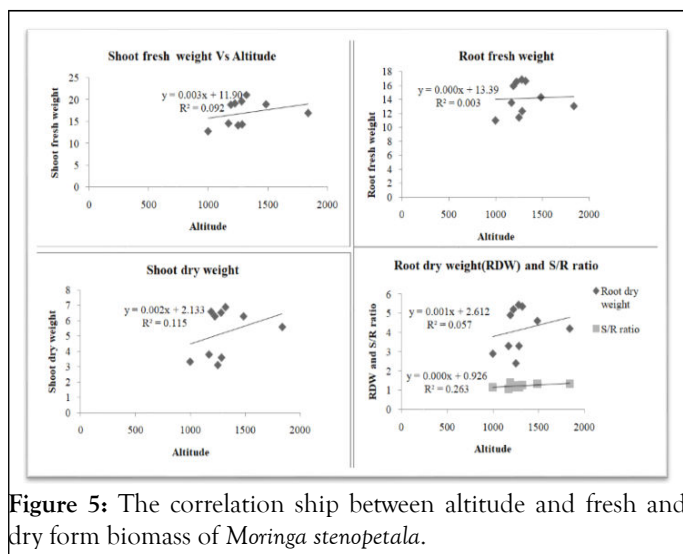 Shoot fresh weight Vs Altitude
Shoot fresh weight
25
20
15
10
5
0
y = 0.003x + 11.90
R² = 0.092
0 500 1000 1500 2000
Altitude
Root fresh weight
18
16
14
12
10
8
6
4
2
0
y = 0.000x + 13.39
R² = 0.003
0 500 1000 1500 2000
Altitude
Shoot dry weight
Shoot dry weight
8
7
6
5
4
3
2
1
0
y = 0.002x + 2.133
R² = 0.115
0 500 1000 1500 2000
Altitude
Root dry weight(RDW) and S/R ratio
RDW and S/R ratio
6
5
4
3
2
1
0
y = 0.001x + 2.612
R² = 0.057
y = 0.000x + 0.926
R² = 0.263
0 500 1000 1500 2000
Altitude
Root dry
weight
S/R ratio
Figure 5: The correlation ship between altitude and fresh and
dry form biomass of Moringa stenopetala.